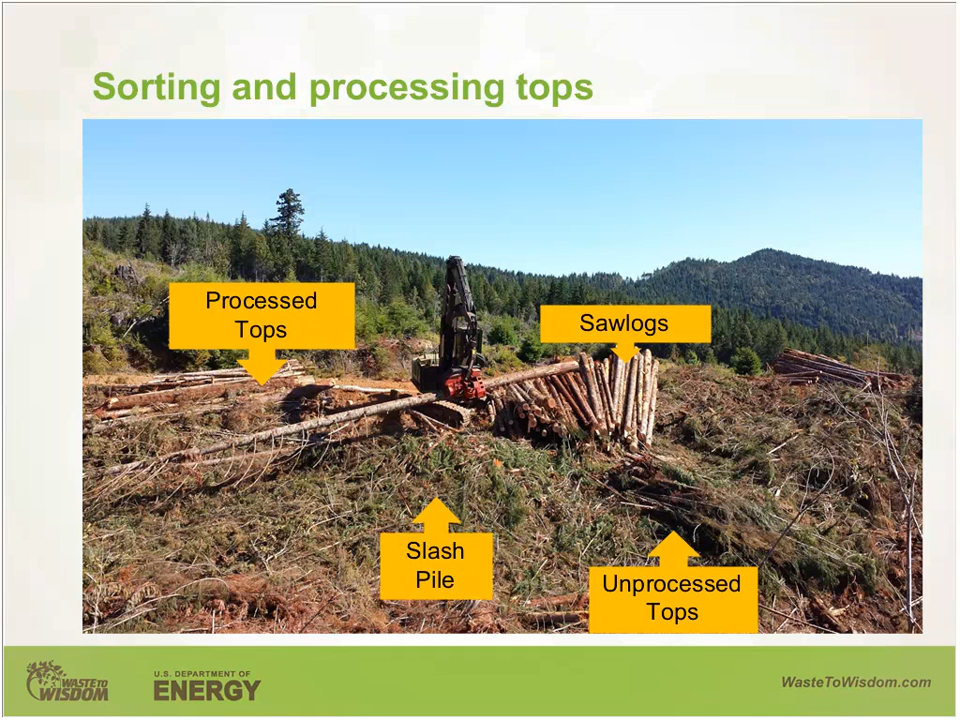 Sorting and processing tops
Processed
Tops
Sawlogs
Slash
Pile
Unprocessed
Tops
WASTE TO
WISDOM
U.S. DEPARTMENT OF
ENERGY
WasteToWisdom.com